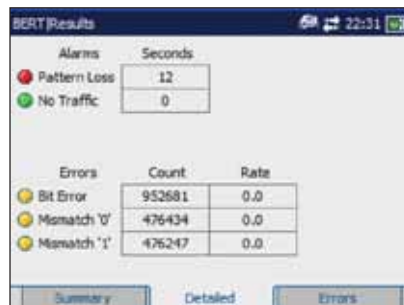 BERT|Results 22:31
Alarms Seconds
Pattern Loss 12
No Traffic 0
Errors Count Rate
Bit Error 952681 0.0
Mismatch '0' 476434 0.0
Mismatch '1' 476247 0.0
Summary Detailed Errors